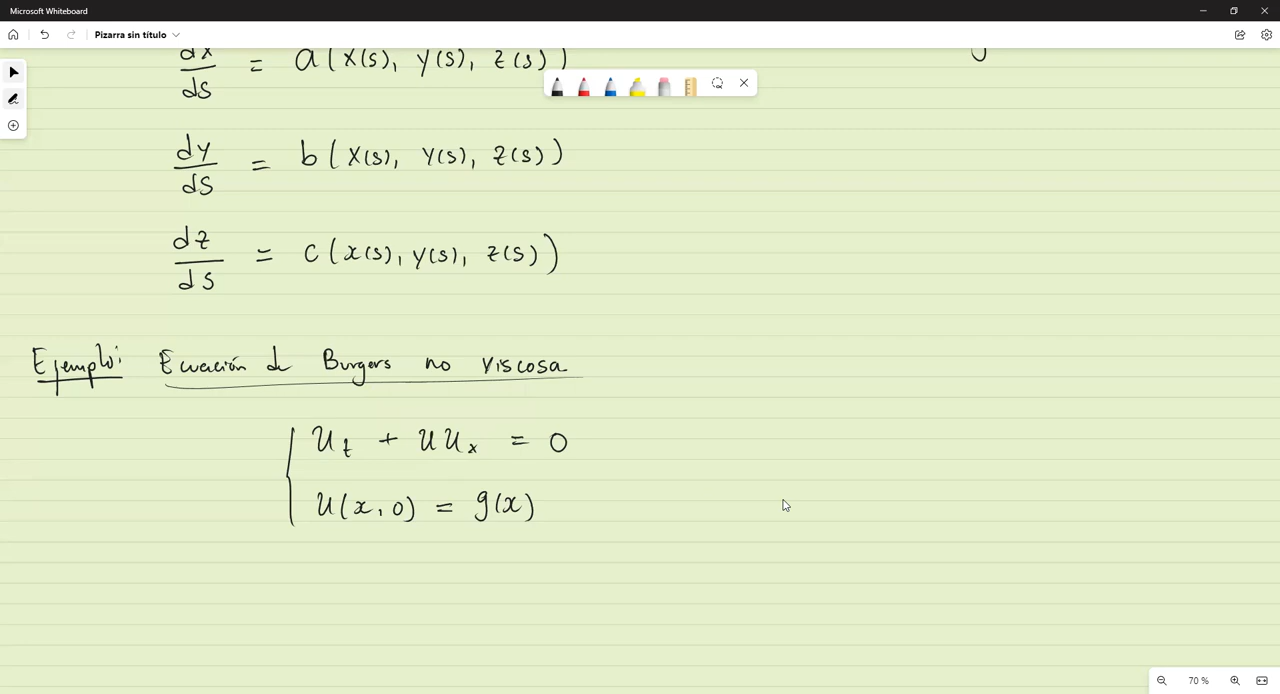 Microsoft Whiteboard
Pizarra sin título
dx/ds = a(x(s), y(s), z(s))
dy/ds = b(x(s), y(s), z(s))
dz/ds = c(x(s), y(s), z(s))
Ejemplo: Ecuación de Burgers no viscosa
u_t + u u_x = 0
u(x, 0) = g(x)
70 %